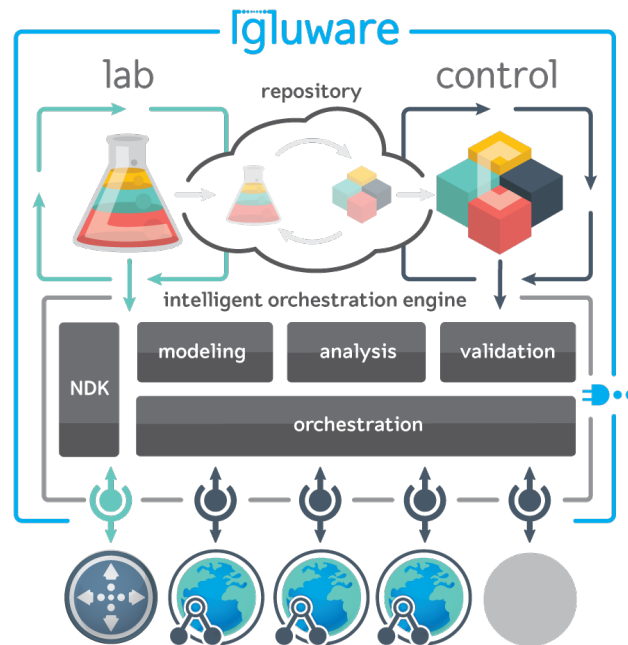 gluware
lab
control
repository
intelligent orchestration engine
NDK
modeling
analysis
validation
orchestration